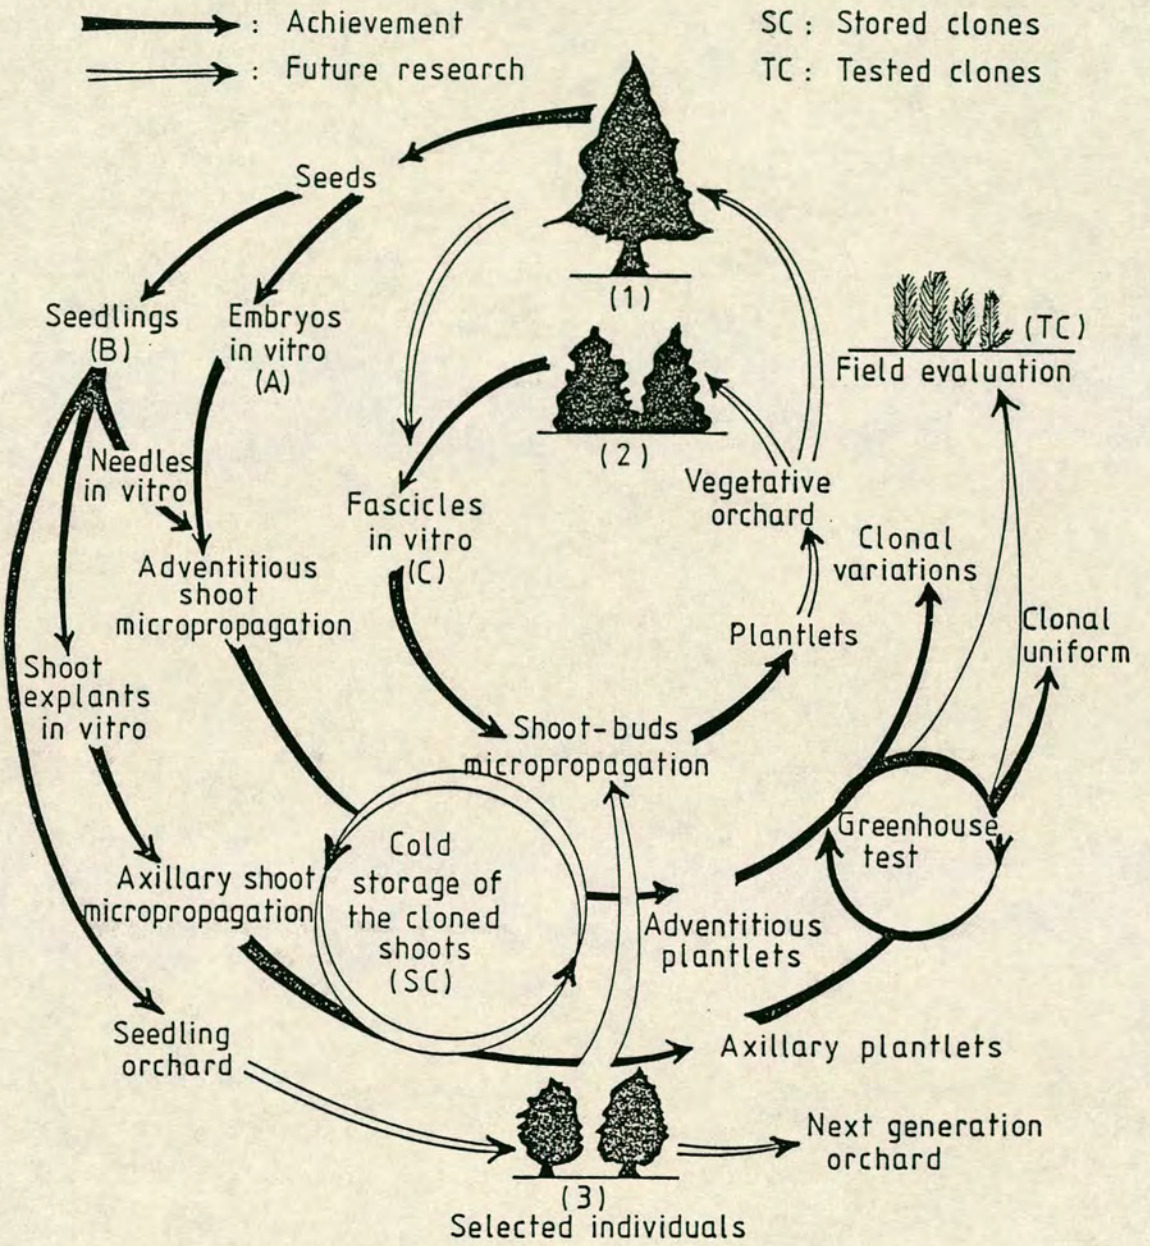 : Achievement
: Future research
SC : Stored clones
TC : Tested clones
Seeds
(1)
Seedlings
(B)
Embryos
in vitro
(A)
(TC)
Field evaluation
(2)
Needles
in vitro
Fascicles
in vitro
(C)
Vegetative
orchard
Clonal
variations
Adventitious
shoot
micropropagation
Plantlets
Clonal
uniform
Shoot
explants
in vitro
Shoot-buds
micropropagation
Cold
storage of
the cloned
shoots
(SC)
Greenhouse
test
Axillary shoot
micropropagation
Adventitious
plantlets
Seedling
orchard
Axillary plantlets
Next generation
orchard
(3)
Selected individuals